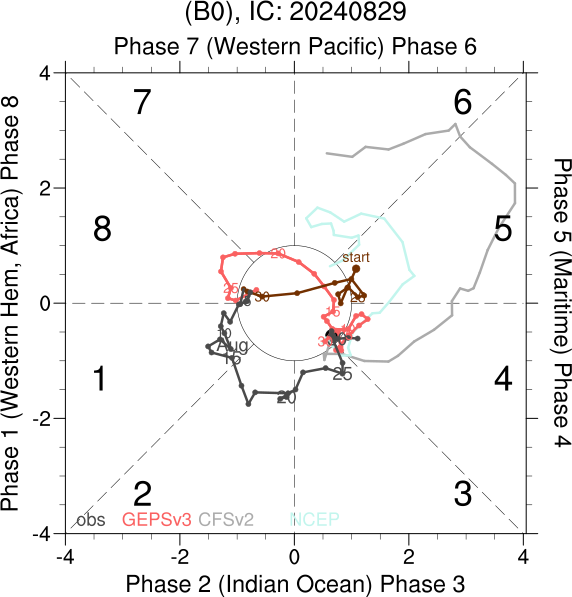 (B0), IC: 20240829
Phase 7 (Western Pacific) Phase 6
Phase 1 (Western Hem, Africa) Phase 8
Phase 5 (Maritime) Phase 4
4
2
0
-2
-4
7
6
8
5
1
4
2
3
start
20
25
30
25
15
10
Aug
15
30
25
20
obs GEPSv3 CFSv2 NCEP
-4 -2 0 2 4
Phase 2 (Indian Ocean) Phase 3